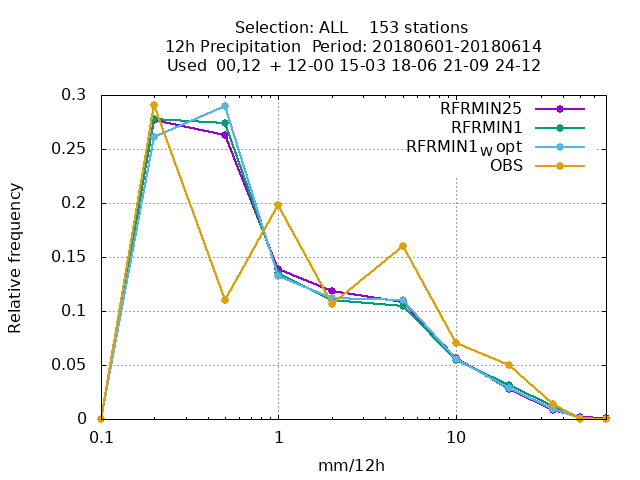 Selection: ALL    153 stations
12h Precipitation  Period: 20180601-20180614
Used  00,12  + 12-00 15-03 18-06 21-09 24-12
0.3
0.25
0.2
0.15
0.1
0.05
0
Relative frequency
RFRMIN25
RFRMIN1
RFRMIN1_W opt
OBS
0.1
1
10
mm/12h